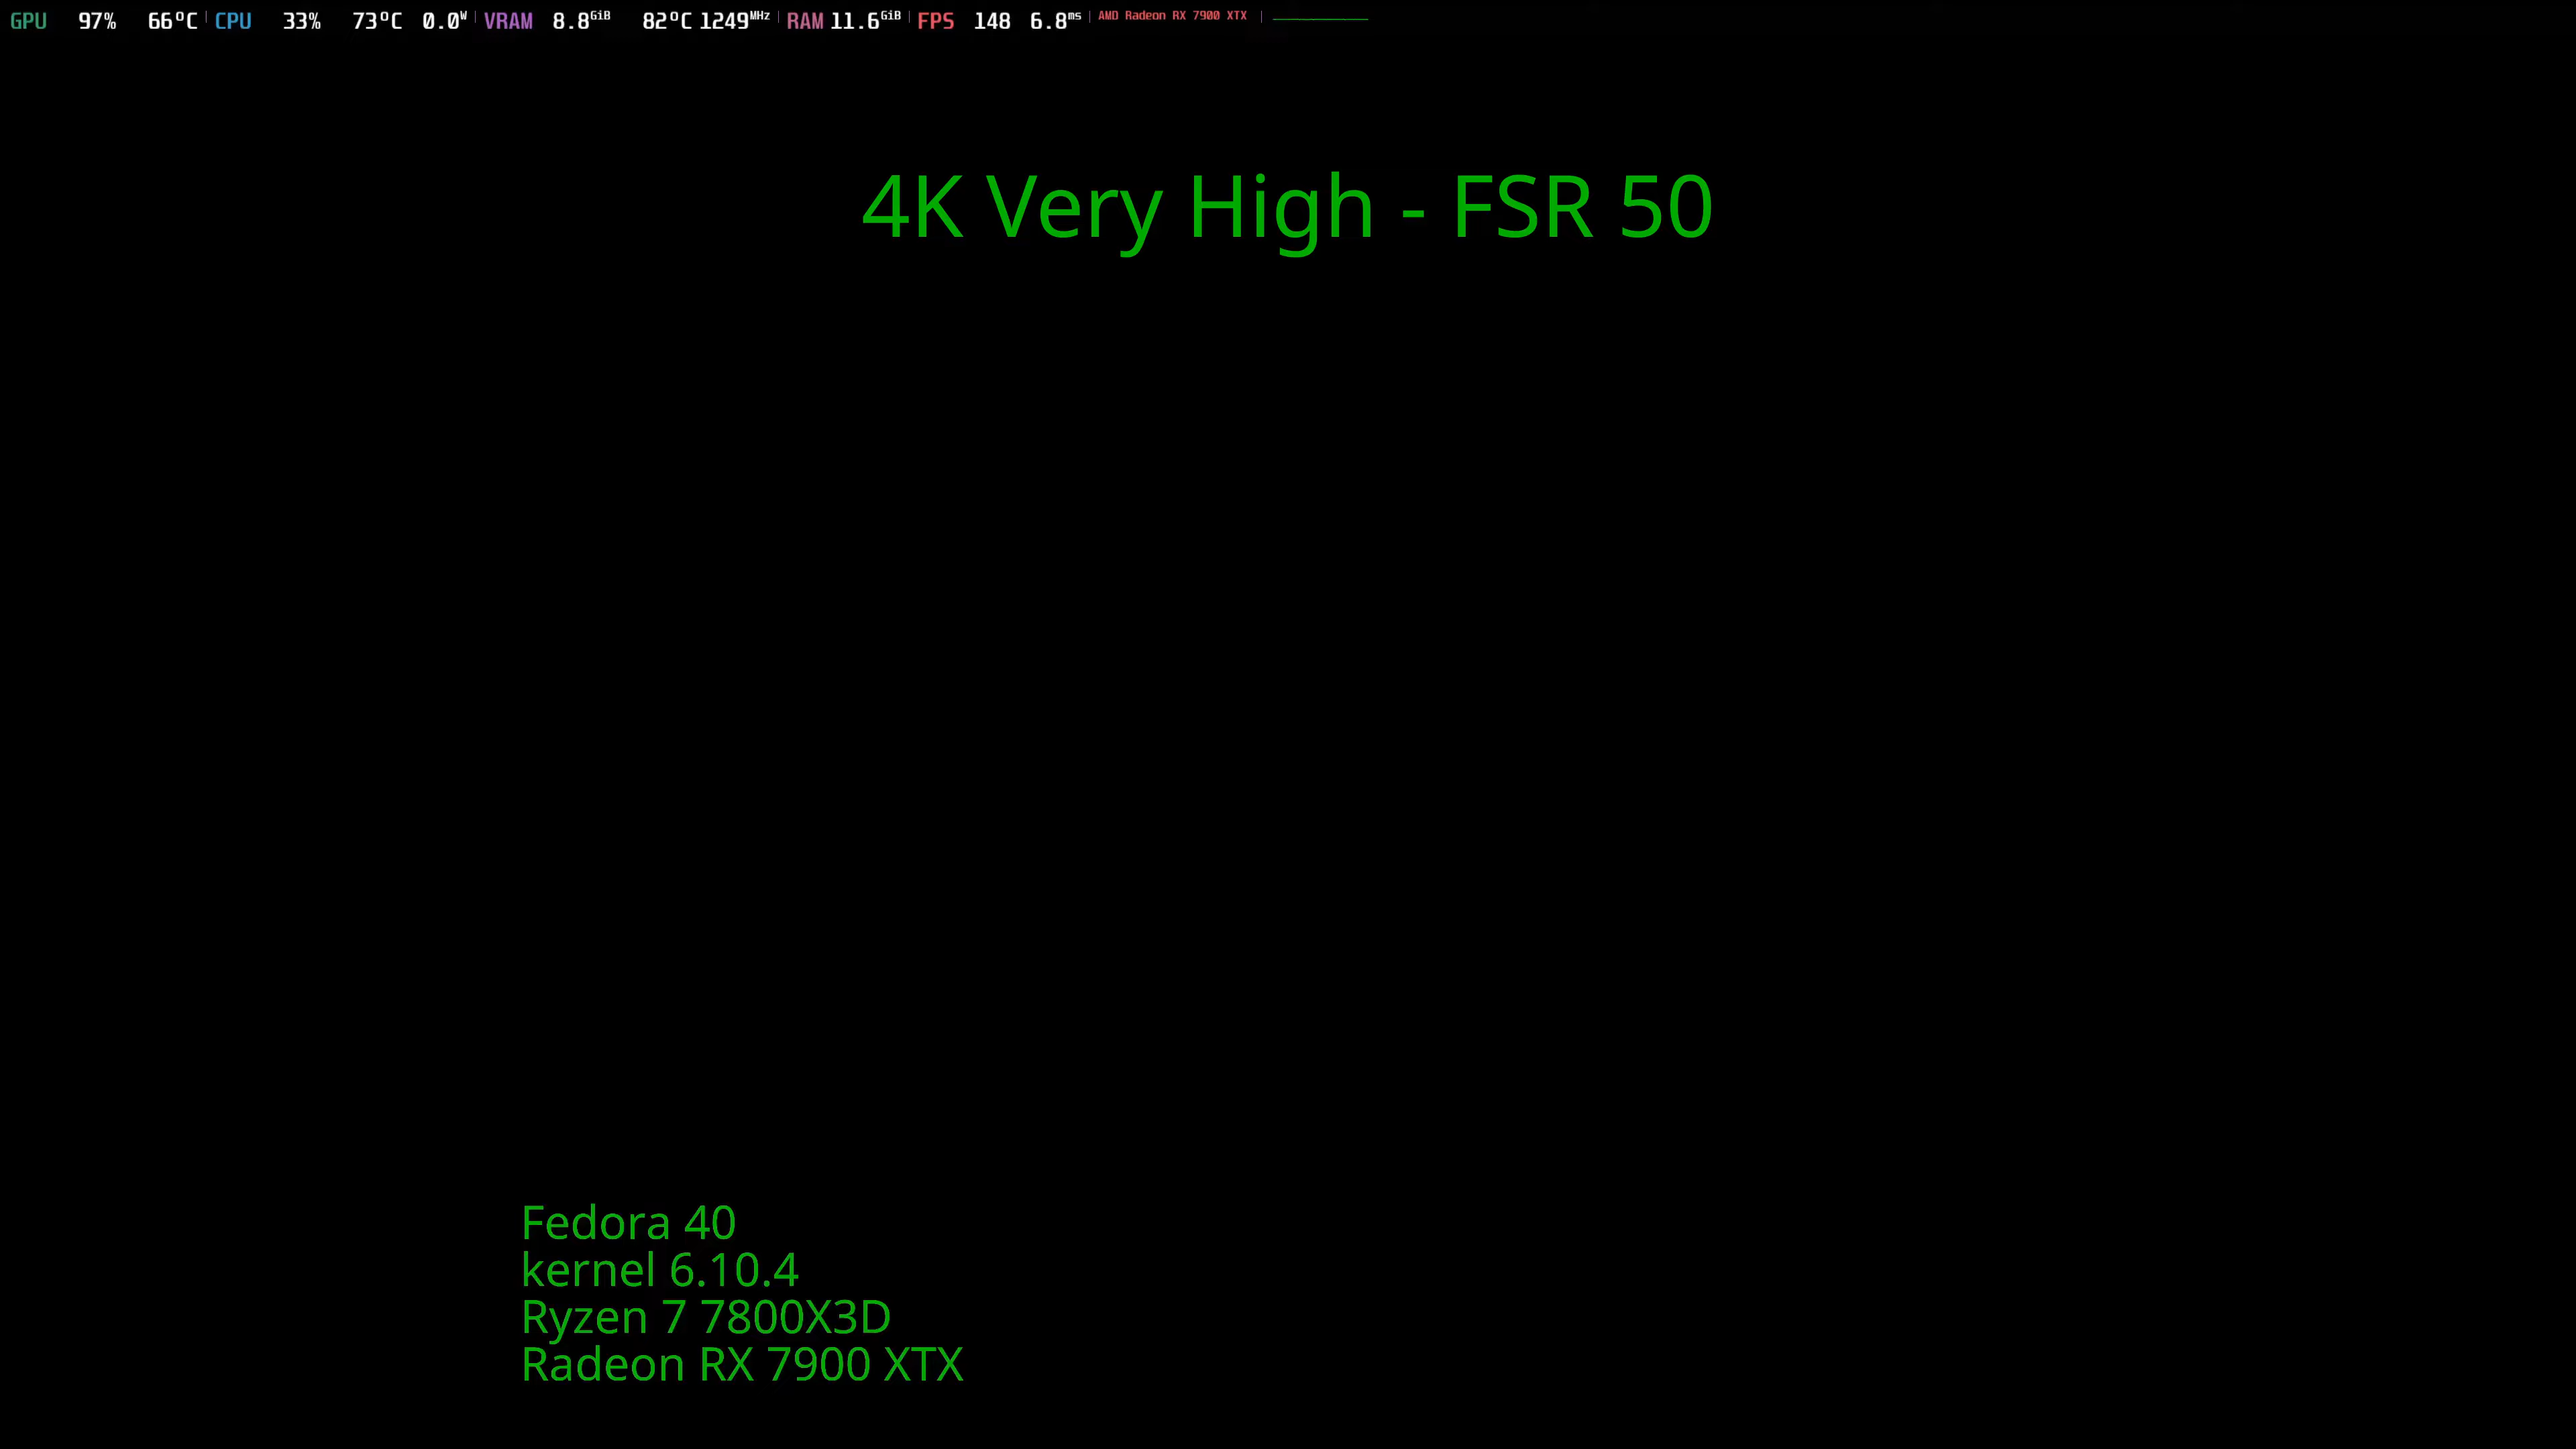 GPU 97% 66°C | CPU 33% 73°C 0.0W | VRAM 8.8GiB 82°C 1249MHz | RAM 11.6GiB | FPS 148 6.8ms | AMD Radeon RX 7900 XTX |
4K Very High - FSR 50
Fedora 40
kernel 6.10.4
Ryzen 7 7800X3D
Radeon RX 7900 XTX